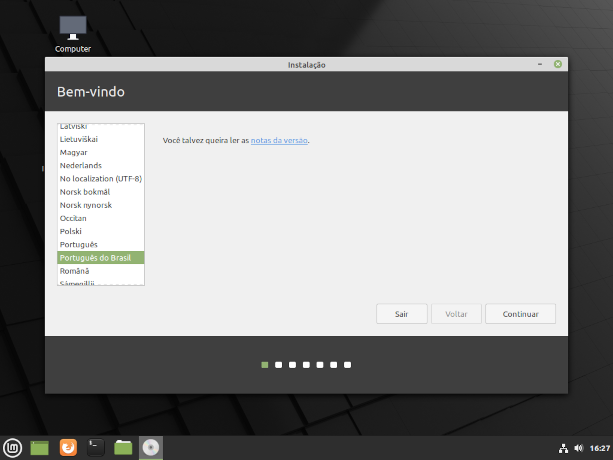 Computer
Instalação
Bem-vindo
Latviski
Lietuviškai
Magyar
Nederlands
No localization (UTF-8)
Norsk bokmål
Norsk nynorsk
Occitan
Polski
Português
Português do Brasil
Română
Sámegillii
Você talvez queira ler as notas da versão.
Sair
Voltar
Continuar
16:27